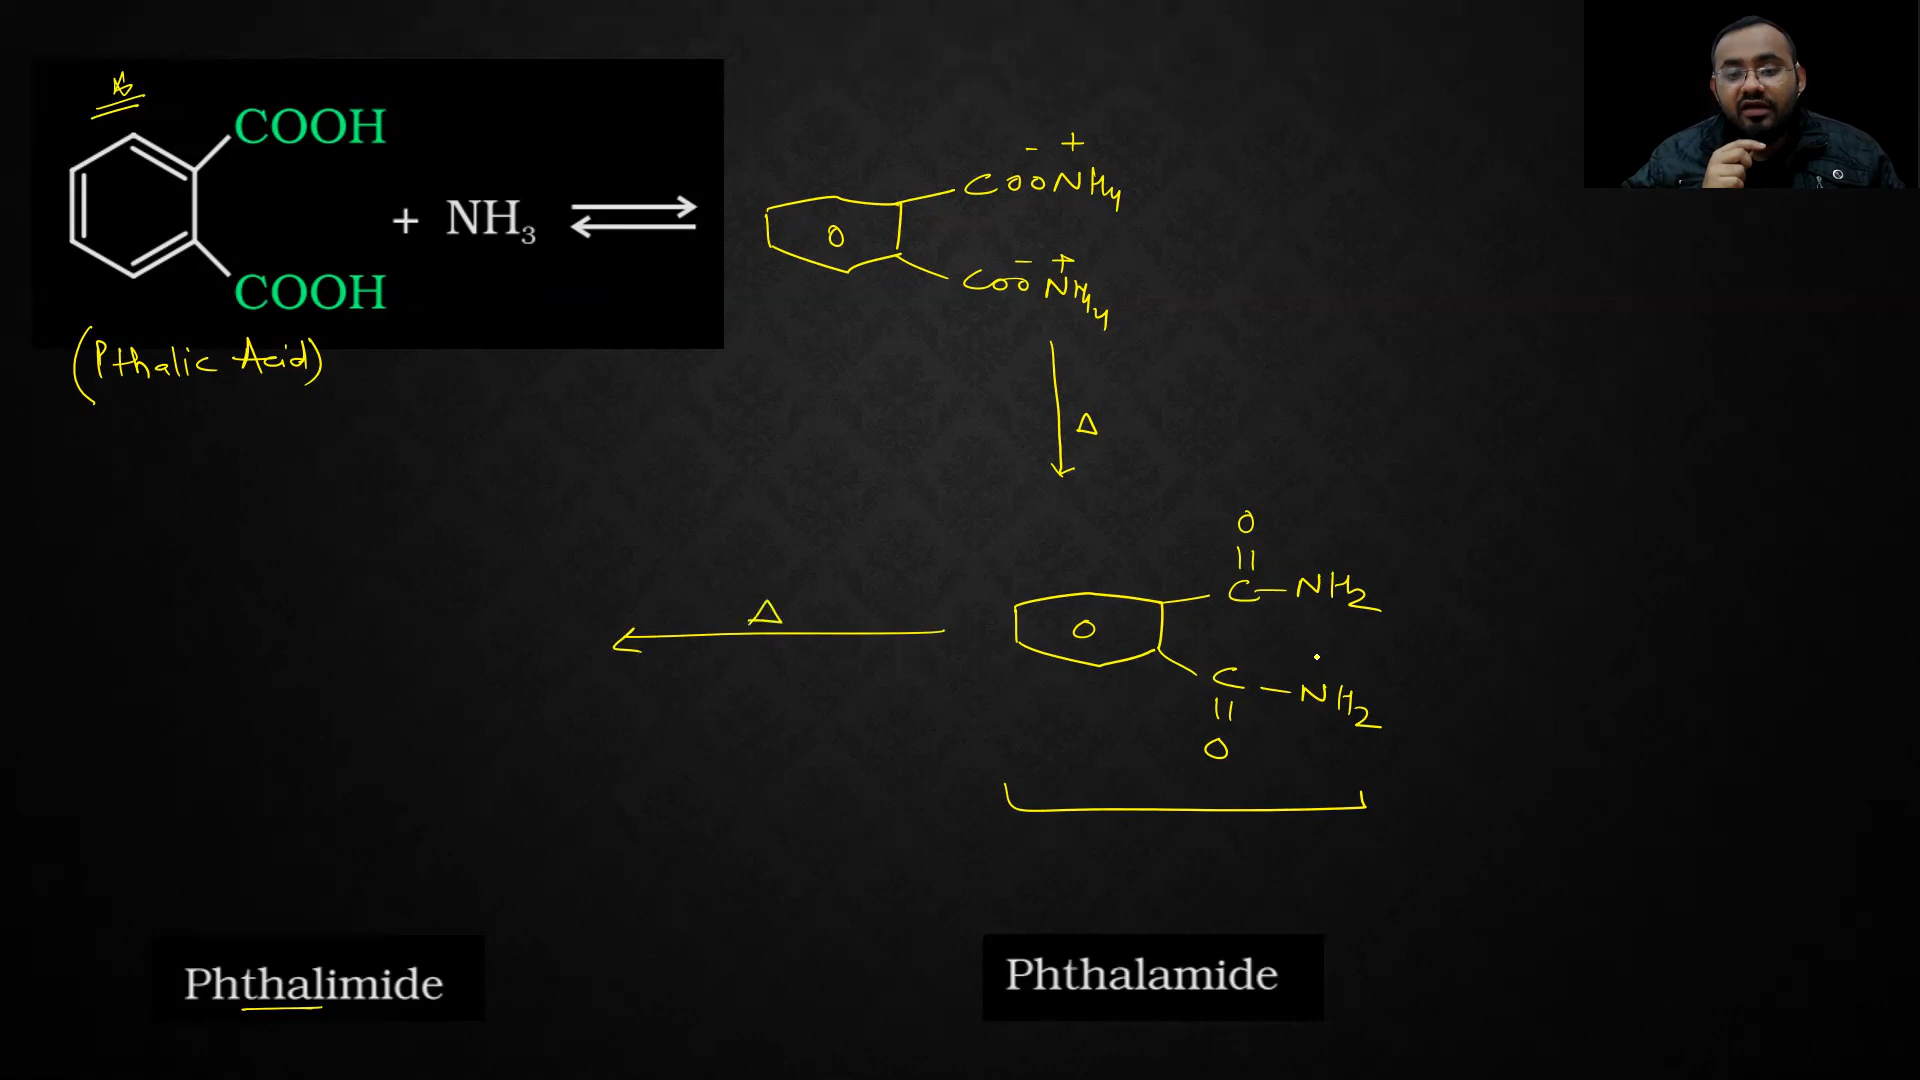 COOH
+ NH₃ ⇌
COOH
(Pthalic Acid)
- +
COONH₄
- +
COONH₄
Δ
O
||
C-NH₂
O
Δ
C-NH₂
||
O
Phthalimide
Phthalamide